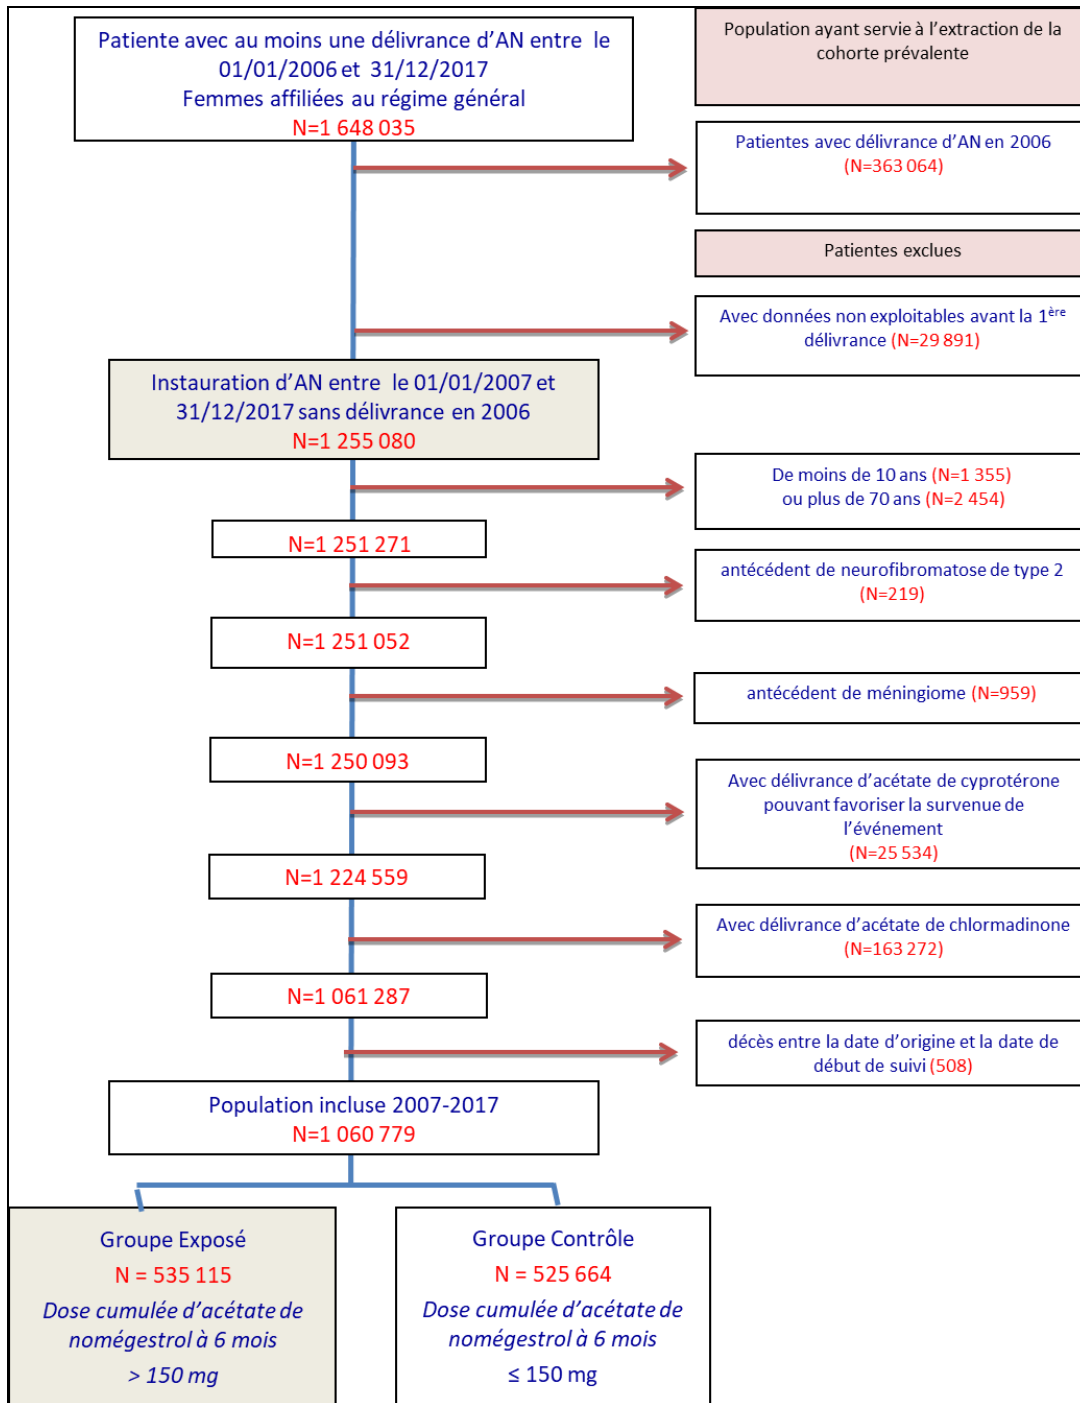 Patiente avec au moins une délivrance d'AN entre le
01/01/2006 et 31/12/2017
Femmes affiliées au régime général
N=1 648 035
Population ayant servie à l'extraction de la
cohorte prévalente
Patientes avec délivrance d'AN en 2006
(N=363 064)
Patientes exclues
Avec données non exploitables avant la 1ère
délivrance (N=29 891)
Instauration d'AN entre le 01/01/2007 et
31/12/2017 sans délivrance en 2006
N=1 255 080
De moins de 10 ans (N=1 355)
ou plus de 70 ans (N=2 454)
N=1 251 271
antécédent de neurofibromatose de type 2
(N=219)
N=1 251 052
antécédent de méningiome (N=959)
N=1 250 093
Avec délivrance d'acétate de cyprotérone
pouvant favoriser la survenue de
l'événement
(N=25 534)
N=1 224 559
Avec délivrance d'acétate de chlormadinone
(N=163 272)
N=1 061 287
décès entre la date d'origine et la date de
début de suivi (508)
Population incluse 2007-2017
N=1 060 779
Groupe Exposé
N = 535 115
Dose cumulée d'acétate de
nomégestrol à 6 mois
> 150 mg
Groupe Contrôle
N = 525 664
Dose cumulée d'acétate de
nomégestrol à 6 mois
≤ 150 mg